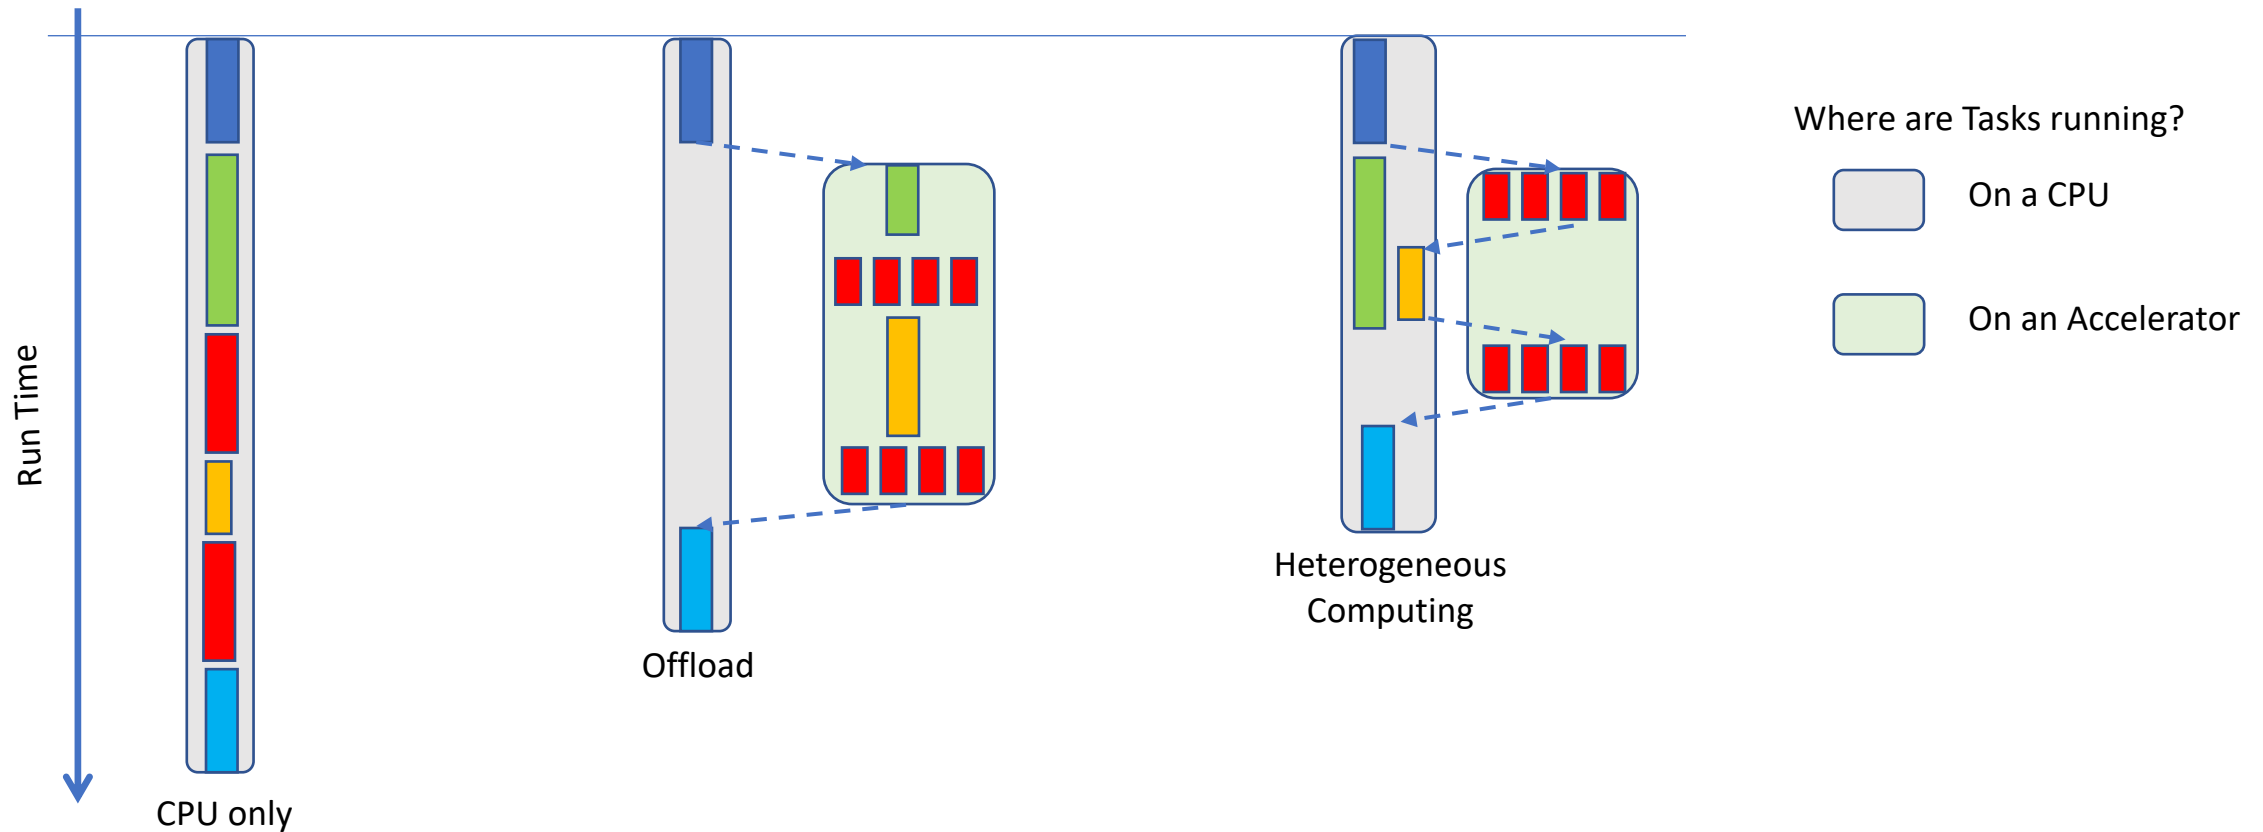 Where are Tasks running?
On a CPU
On an Accelerator
Run Time
Heterogeneous
Computing
Offload
CPU only